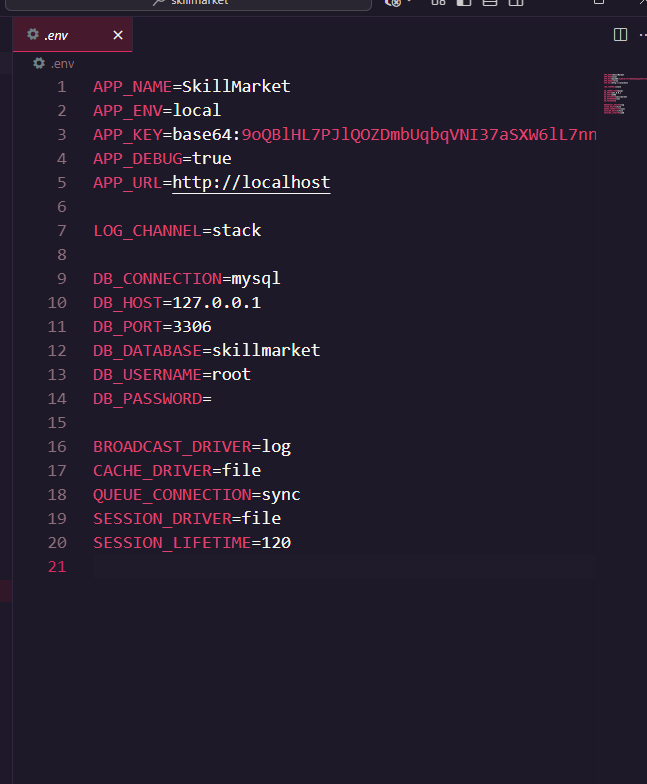 skillmarket
.env
.env
1 APP_NAME=SkillMarket
2 APP_ENV=local
3 APP_KEY=base64:9oQBlHL7PJlQOZDmbUqbqVNI37aSXW6lL7nn
4 APP_DEBUG=true
5 APP_URL=http://localhost
6
7 LOG_CHANNEL=stack
8
9 DB_CONNECTION=mysql
10 DB_HOST=127.0.0.1
11 DB_PORT=3306
12 DB_DATABASE=skillmarket
13 DB_USERNAME=root
14 DB_PASSWORD=
15
16 BROADCAST_DRIVER=log
17 CACHE_DRIVER=file
18 QUEUE_CONNECTION=sync
19 SESSION_DRIVER=file
20 SESSION_LIFETIME=120
21